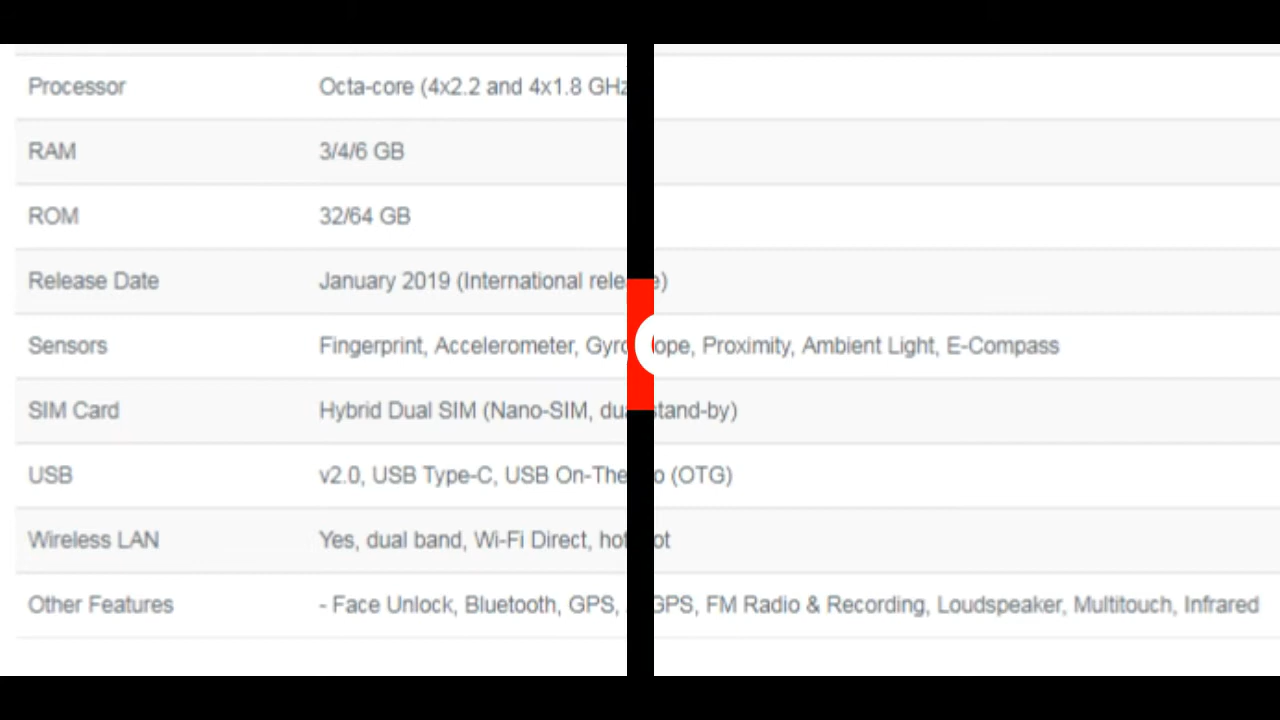 Processor Octa-core (4x2.2 and 4x1.8 GHz
RAM 3/4/6 GB
ROM 32/64 GB
Release Date January 2019 (International rele e)
Sensors Fingerprint, Accelerometer, Gyro ope, Proximity, Ambient Light, E-Compass
SIM Card Hybrid Dual SIM (Nano-SIM, dua stand-by)
USB v2.0, USB Type-C, USB On-The o (OTG)
Wireless LAN Yes, dual band, Wi-Fi Direct, hot ot
Other Features - Face Unlock, Bluetooth, GPS, GPS, FM Radio & Recording, Loudspeaker, Multitouch, Infrared